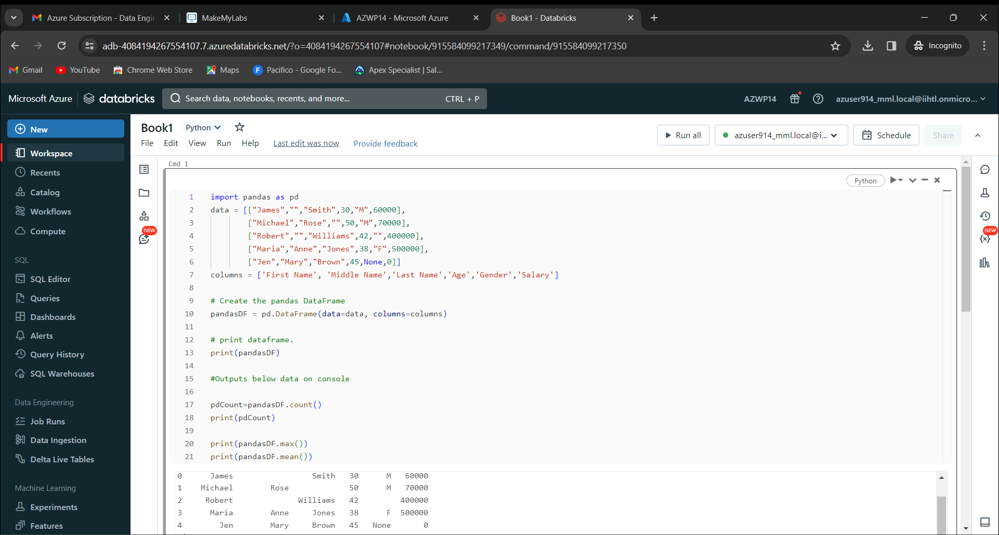 Azure Subscription - Data Engin
MakeMyLabs
AZWP14 - Microsoft Azure
Book1 - Databricks
adb-4084194267554107.7.azuredatabricks.net/?o=4084194267554107#notebook/915584099217349/command/915584099217350
Incognito
Gmail
YouTube
Chrome Web Store
Maps
F Pacifico - Google Fo...
Apex Specialist | Sal...
Microsoft Azure
databricks
Search data, notebooks, recents, and more...
CTRL + P
AZWP14
azuser914_mml.local@iihtl.onmicro...
New
Workspace
Recents
Catalog
Workflows
Compute
SQL
SQL Editor
Queries
Dashboards
Alerts
Query History
SQL Warehouses
Data Engineering
Job Runs
Data Ingestion
Delta Live Tables
Machine Learning
Experiments
Features
Book1
Python
File Edit View Run Help Last edit was now Provide feedback
Run all
azuser914_mml.local@i...
Schedule
Share
NEW
Cmd 1
Python
1 import pandas as pd
2 data = [["James","","Smith",30,"M",60000],
3 ["Michael","Rose","",50,"M",70000],
4 ["Robert","","Williams",42,"",400000],
5 ["Maria","Anne","Jones",38,"F",500000],
6 ["Jen","Mary","Brown",45,None,0]]
7 columns = ['First Name', 'Middle Name','Last Name','Age','Gender','Salary']
8
9 # Create the pandas DataFrame
10 pandasDF = pd.DataFrame(data=data, columns=columns)
11
12 # print dataframe.
13 print(pandasDF)
14
15 #Outputs below data on console
16
17 pdCount=pandasDF.count()
18 print(pdCount)
19
20 print(pandasDF.max())
21 print(pandasDF.mean())
0 James Smith 30 M 60000
1 Michael Rose 50 M 70000
2 Robert Williams 42 400000
3 Maria Anne Jones 38 F 500000
4 Jen Mary Brown 45 None 0
NEW
{x}